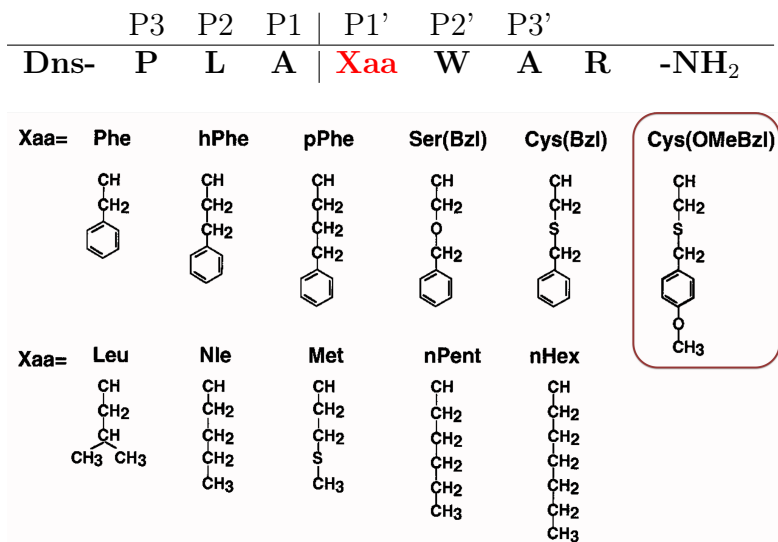 P3 P2 P1 P1' P2' P3'
Dns- P L A Xaa W A R -NH2
Xaa= Phe hPhe pPhe Ser(Bzl) Cys(Bzl) Cys(OMeBzl)
CH CH CH CH CH CH
CH2 CH2 CH2 CH2 CH2 CH2
CH2 CH2 O S S
CH2 CH2 CH2 CH2
O
CH3
Xaa= Leu Nle Met nPent nHex
CH CH CH CH CH
CH2 CH2 CH2 CH2 CH2
CH CH2 CH2 CH2 CH2
CH3 CH3 CH2 S CH2 CH2
CH3 CH3 CH2 CH2
CH3 CH2
CH3